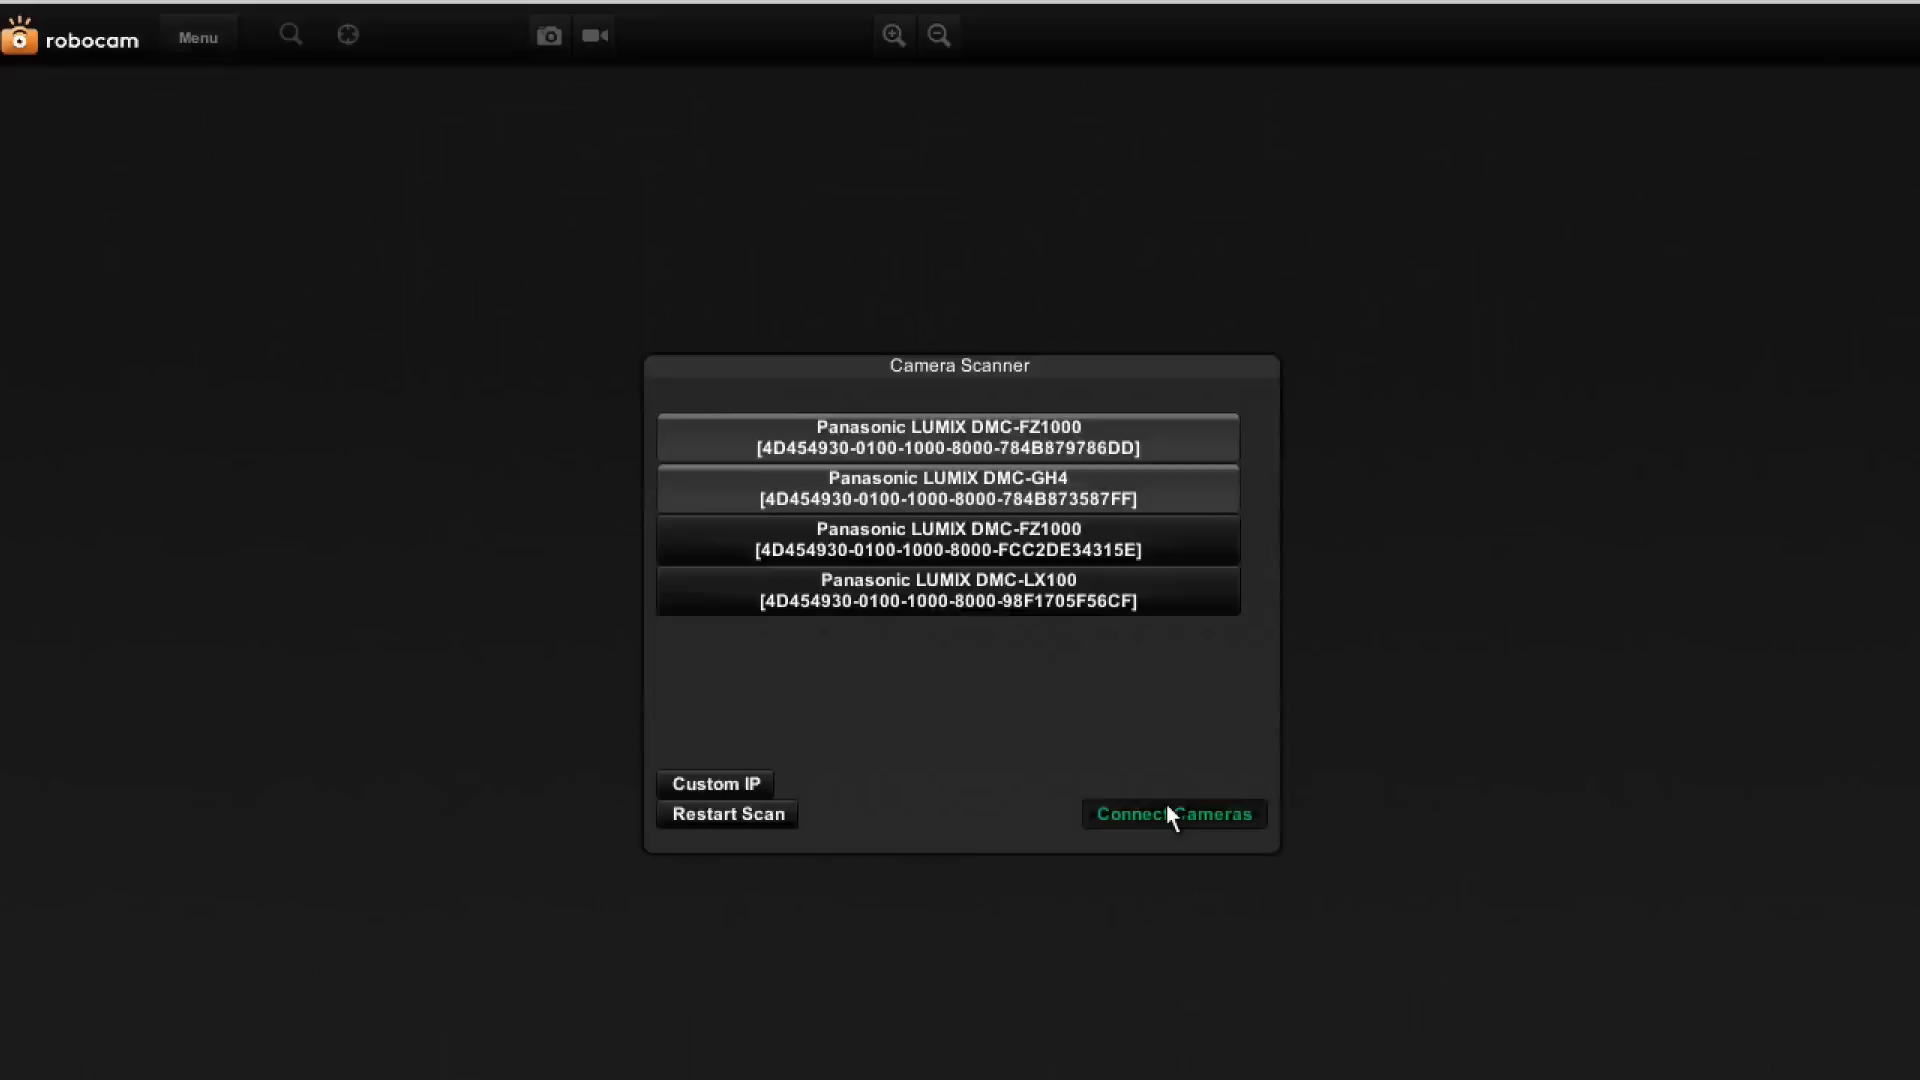 robocam
Menu
Camera Scanner
Panasonic LUMIX DMC-FZ1000
[4D454930-0100-1000-8000-784B879786DD]
Panasonic LUMIX DMC-GH4
[4D454930-0100-1000-8000-784B873587FF]
Panasonic LUMIX DMC-FZ1000
[4D454930-0100-1000-8000-FCC2DE34315E]
Panasonic LUMIX DMC-LX100
[4D454930-0100-1000-8000-98F1705F56CF]
Custom IP
Restart Scan
Connect Cameras